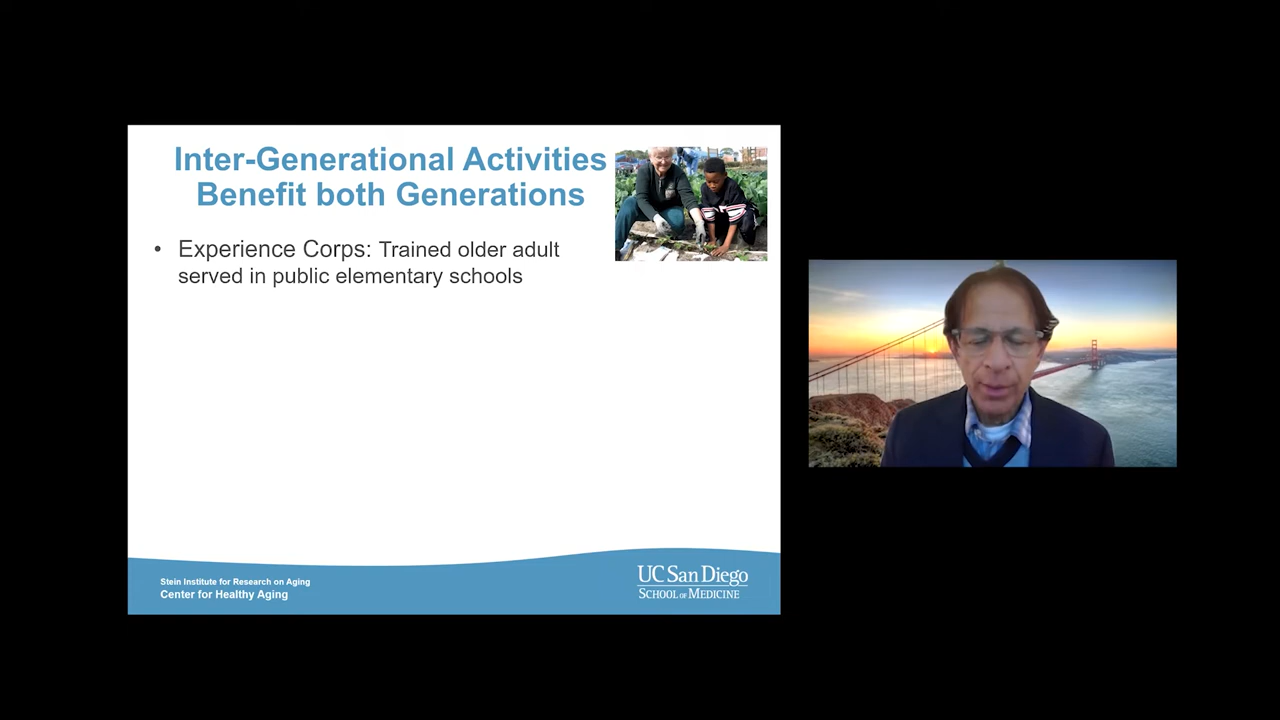 Inter-Generational Activities
Benefit both Generations
• Experience Corps: Trained older adult
served in public elementary schools
Stein Institute for Research on Aging
Center for Healthy Aging
UC San Diego
SCHOOL OF MEDICINE